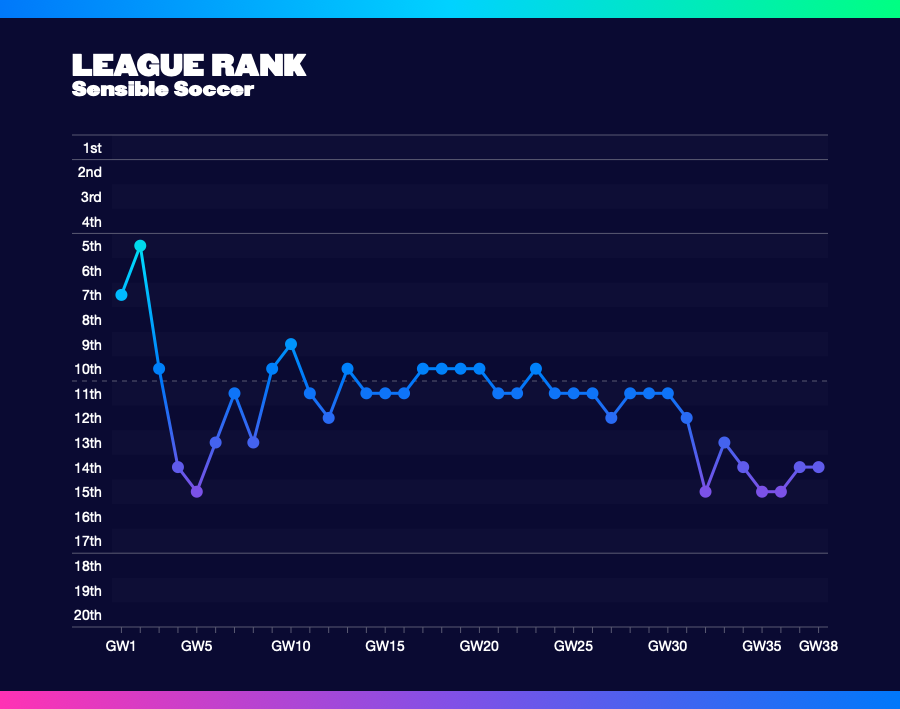 LEAGUE RANK
Sensible Soccer
1st
2nd
3rd
4th
5th
6th
7th
8th
9th
10th
11th
12th
13th
14th
15th
16th
17th
18th
19th
20th
GW1 GW5 GW10 GW15 GW20 GW25 GW30 GW35 GW38